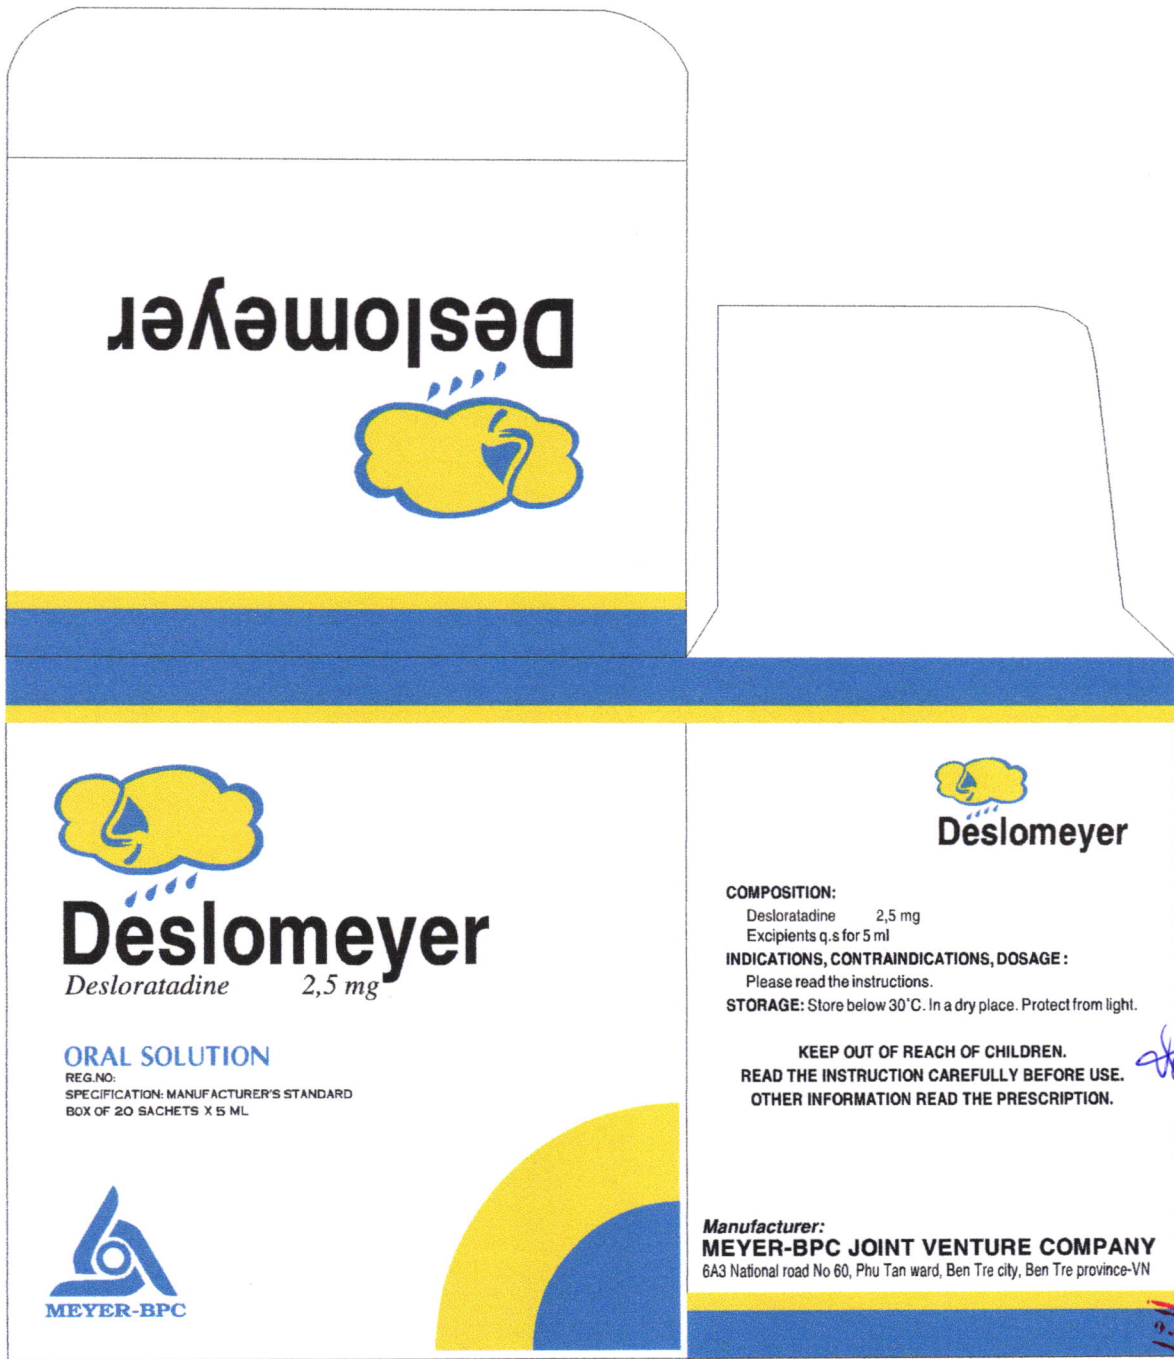 Deslomeyer
Deslomeyer
Desloratadine 2,5 mg
ORAL SOLUTION
REG.NO:
SPECIFICATION: MANUFACTURER'S STANDARD
BOX OF 20 SACHETS X 5 ML
MEYER-BPC
Deslomeyer
COMPOSITION:
Desloratadine 2,5 mg
Excipients q.s for 5 ml
INDICATIONS, CONTRAINDICATIONS, DOSAGE :
Please read the instructions.
STORAGE: Store below 30°C. In a dry place. Protect from light.
KEEP OUT OF REACH OF CHILDREN.
READ THE INSTRUCTION CAREFULLY BEFORE USE.
OTHER INFORMATION READ THE PRESCRIPTION.
Manufacturer:
MEYER-BPC JOINT VENTURE COMPANY
6A3 National road No 60, Phu Tan ward, Ben Tre city, Ben Tre province-VN